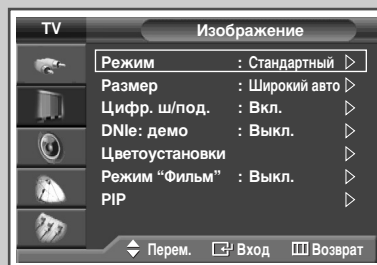 TV Изображение
Режим : Стандартный
Размер : Широкий авто
Цифр. ш/под. : Вкл.
DNIe: демо : Выкл.
Цветоустановки
Режим “Фильм” : Выкл.
PIP
Перем. Вход Возврат